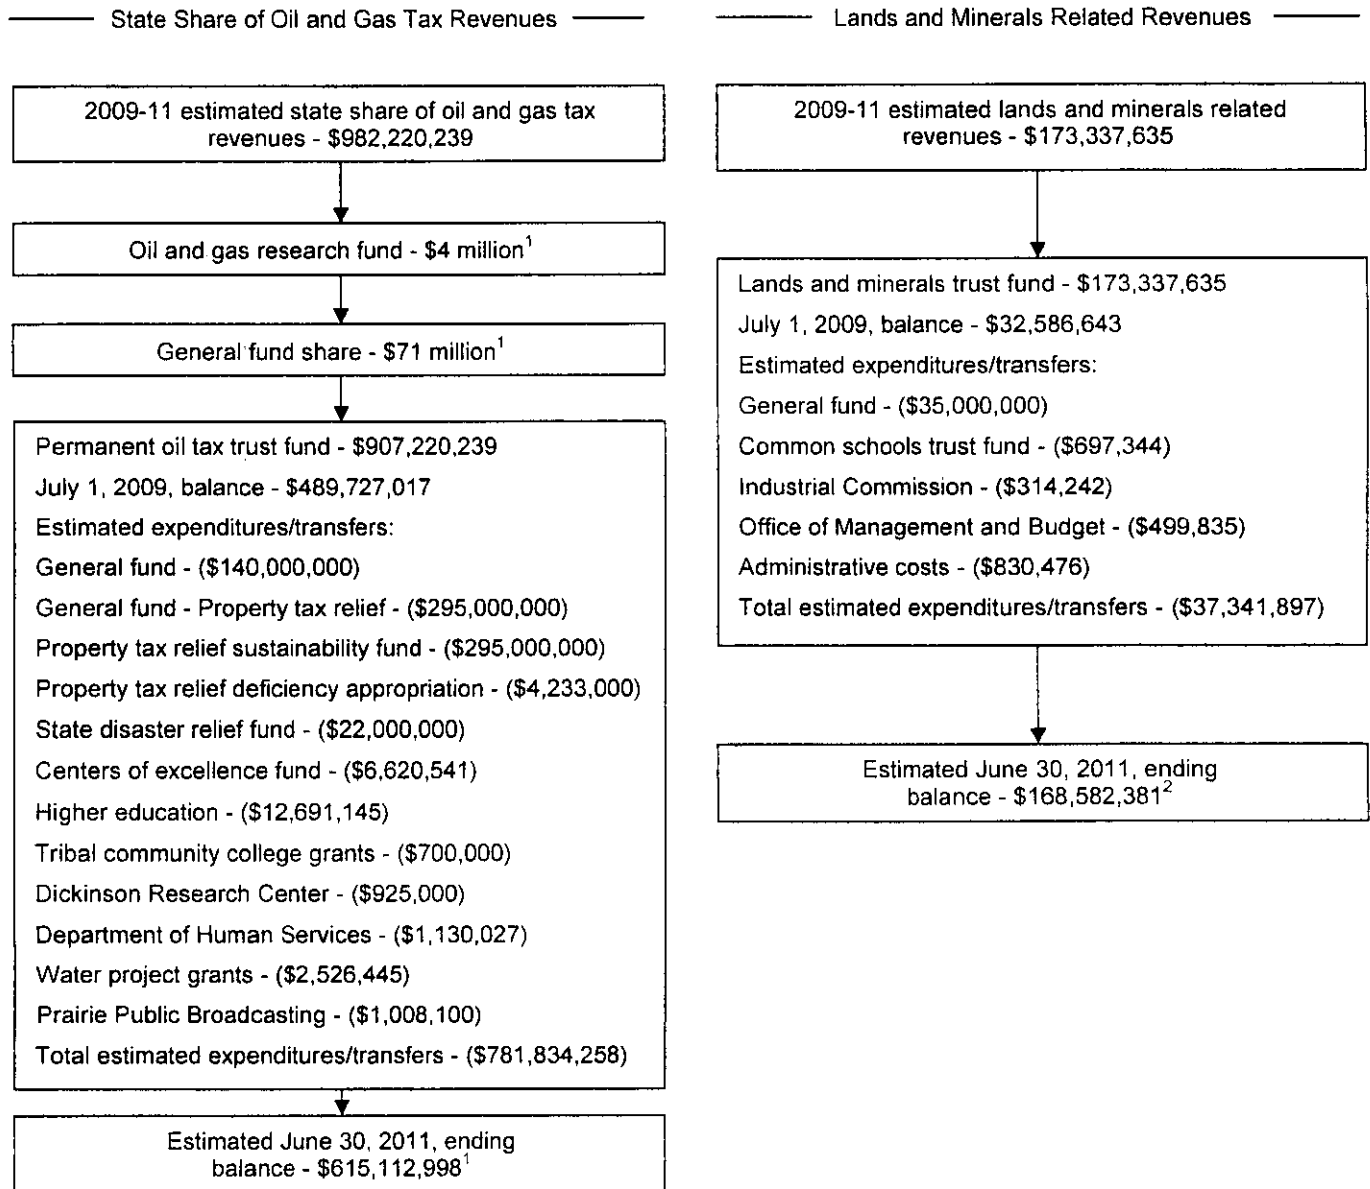 State Share of Oil and Gas Tax Revenues
2009-11 estimated state share of oil and gas tax
revenues - $982,220,239
Oil and gas research fund - $4 million¹
General fund share - $71 million¹
Permanent oil tax trust fund - $907,220,239
July 1, 2009, balance - $489,727,017
Estimated expenditures/transfers:
General fund - ($140,000,000)
General fund - Property tax relief - ($295,000,000)
Property tax relief sustainability fund - ($295,000,000)
Property tax relief deficiency appropriation - ($4,233,000)
State disaster relief fund - ($22,000,000)
Centers of excellence fund - ($6,620,541)
Higher education - ($12,691,145)
Tribal community college grants - ($700,000)
Dickinson Research Center - ($925,000)
Department of Human Services - ($1,130,027)
Water project grants - ($2,526,445)
Prairie Public Broadcasting - ($1,008,100)
Total estimated expenditures/transfers - ($781,834,258)
Estimated June 30, 2011, ending
balance - $615,112,998¹
Lands and Minerals Related Revenues
2009-11 estimated lands and minerals related
revenues - $173,337,635
Lands and minerals trust fund - $173,337,635
July 1, 2009, balance - $32,586,643
Estimated expenditures/transfers:
General fund - ($35,000,000)
Common schools trust fund - ($697,344)
Industrial Commission - ($314,242)
Office of Management and Budget - ($499,835)
Administrative costs - ($830,476)
Total estimated expenditures/transfers - ($37,341,897)
Estimated June 30, 2011, ending
balance - $168,582,381²